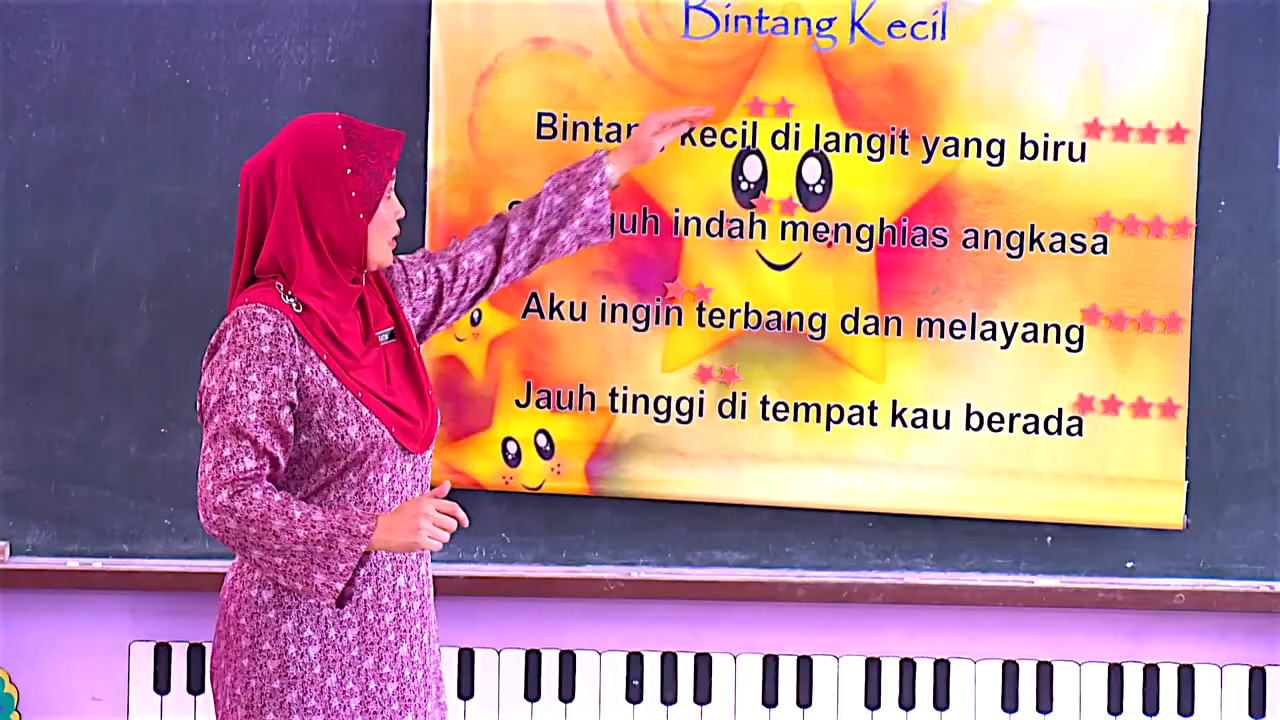 Bintang Kecil
kecil di langit yang biru
indah menghias angkasa
Aku ingin terbang dan melayang
Jauh tinggi di tempat kau berada